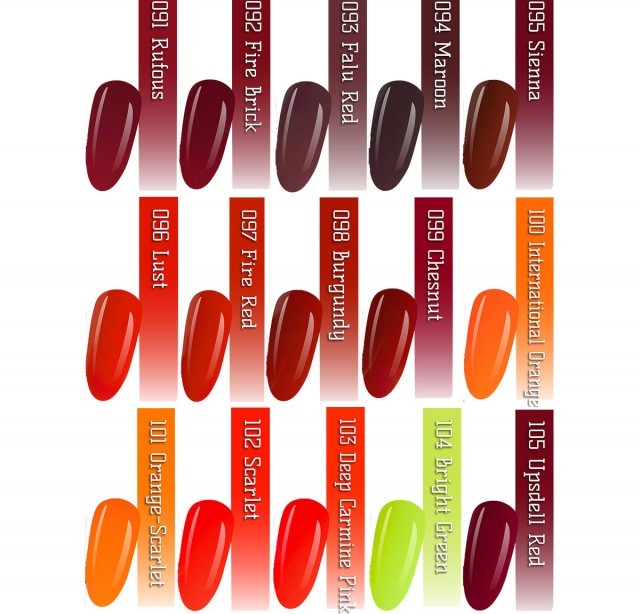 091 Rufous
092 Fire Brick
093 Falu Red
094 Maroon
095 Sienna
096 Lust
097 Fire Red
098 Burgundy
099 Chesnut
100 International Orange
101 Orange-Scarlet
102 Scarlet
103 Deep Carmine Pink
104 Bright Green
105 Upsdell Red